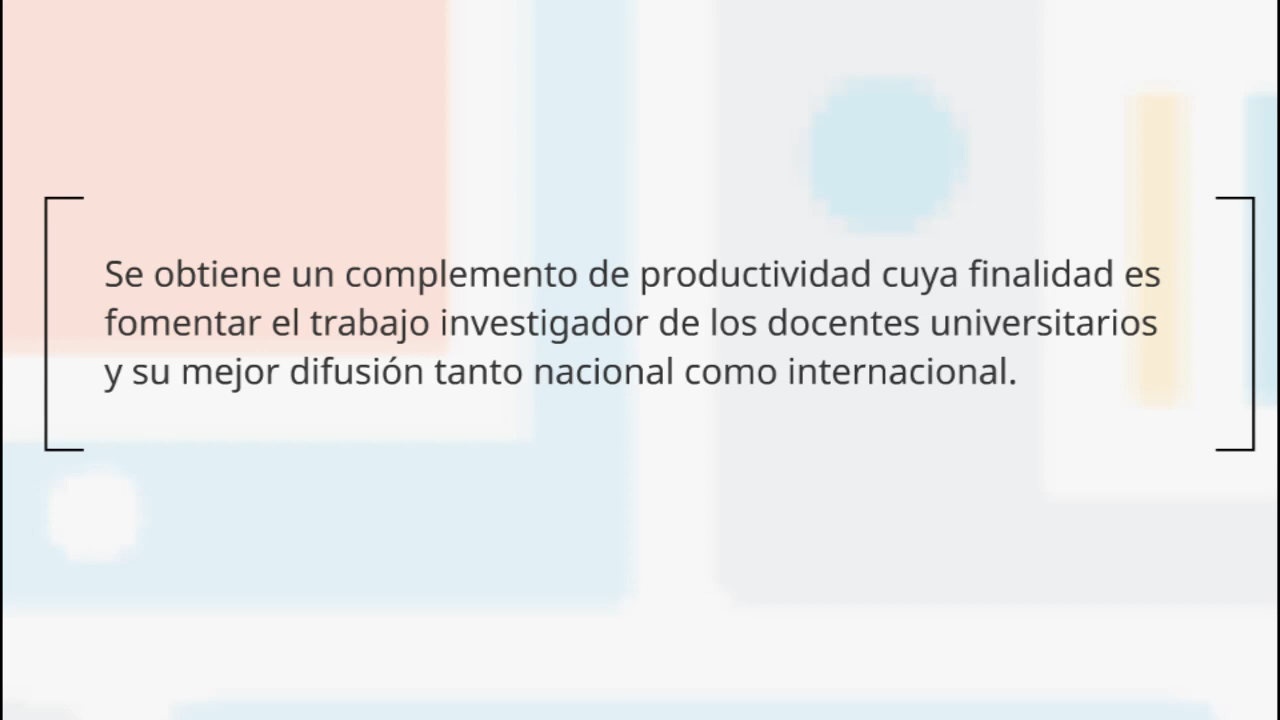 Se obtiene un complemento de productividad cuya finalidad es
fomentar el trabajo investigador de los docentes universitarios
y su mejor difusión tanto nacional como internacional.